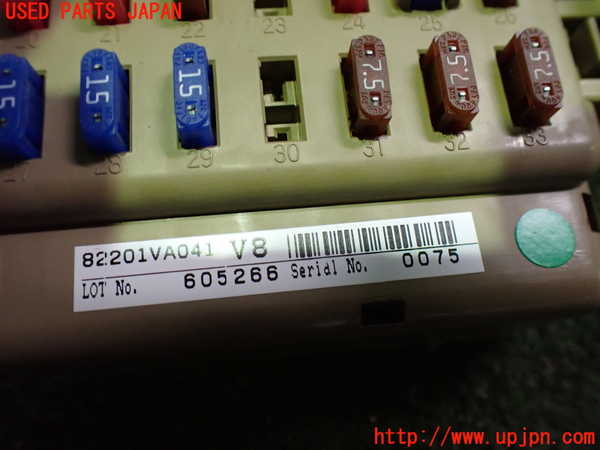 USED PARTS JAPAN
20 21 22 23 24 25 26
15 15 15 7.5 7.5 7.5
27 28 29 30 31 32 33
82201VA041 V8
LOT No. 605266 Serial No. 0075
http://www.upjpn.com